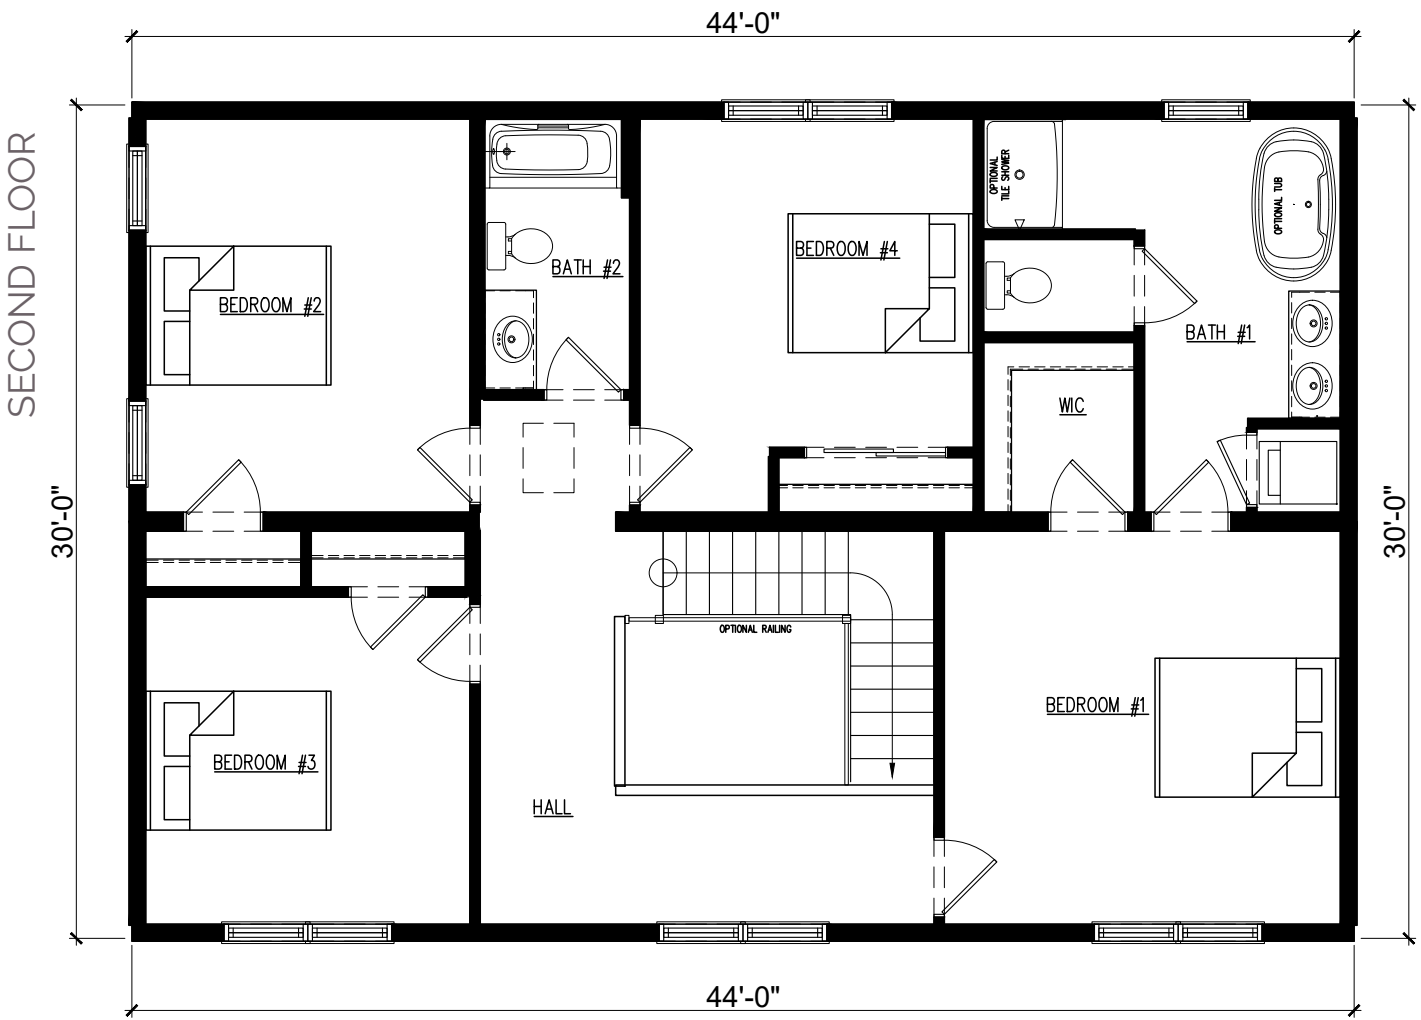 44'-0"
SECOND FLOOR
30'-0"
30'-0"
BEDROOM #2
BATH #2
BEDROOM #4
OPTIONAL
TILE SHOWER
OPTIONAL TUB
BATH #1
WIC
OPTIONAL RAILING
BEDROOM #1
BEDROOM #3
HALL
44'-0"